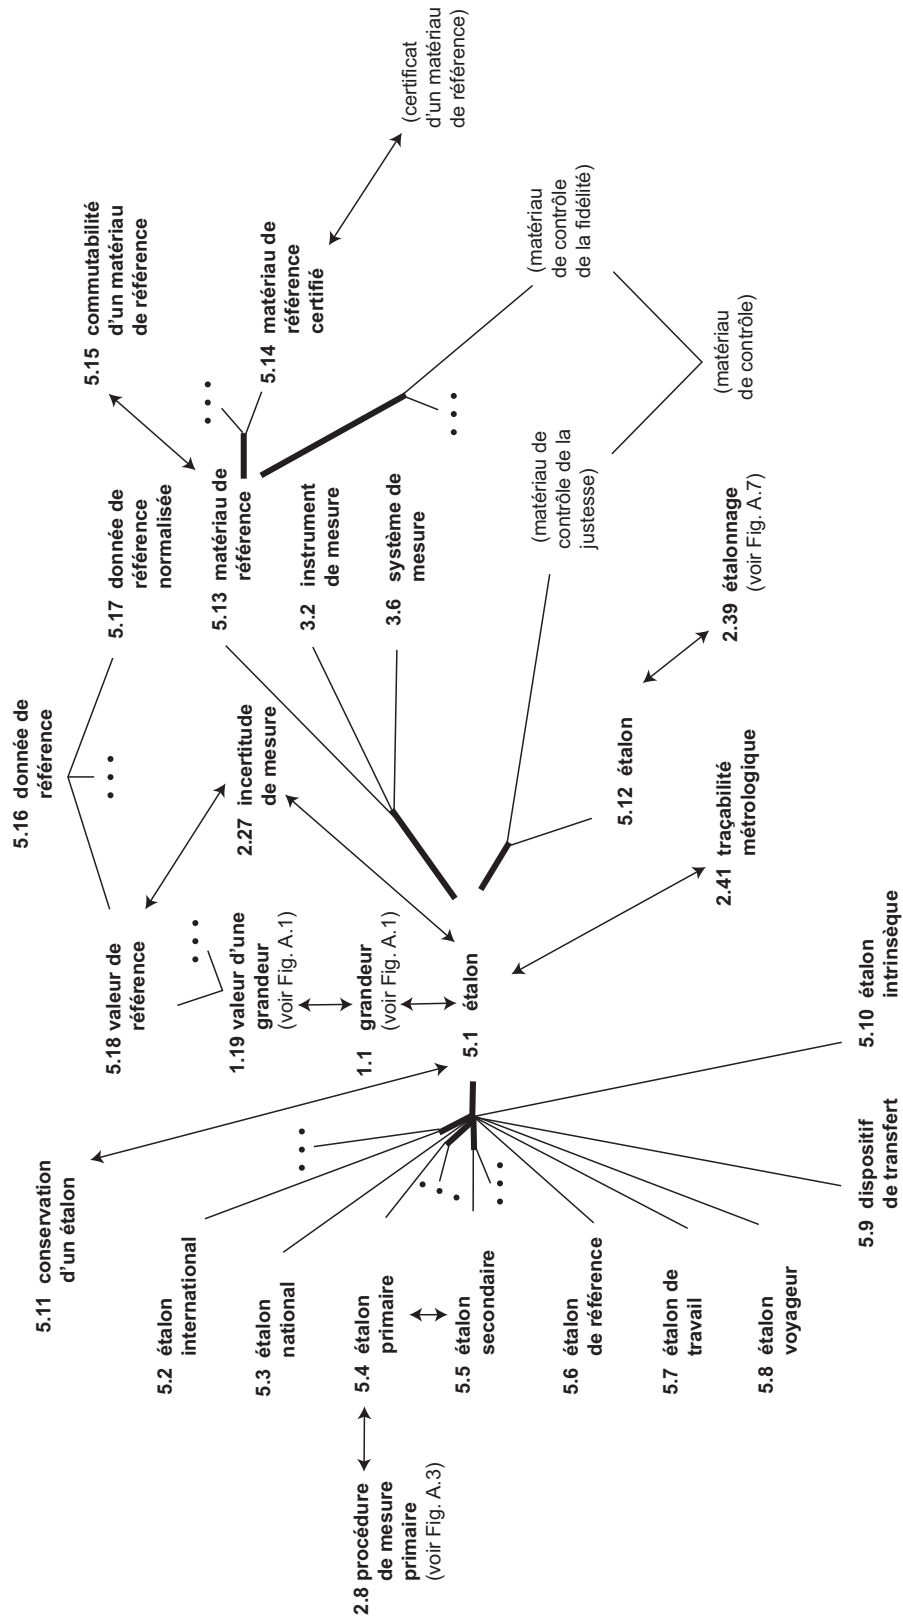 5.16 donnée de
référence
5.11 conservation
d'un étalon
5.18 valeur de
référence
5.17 donnée de
référence
normalisée
5.15 commutabilité
d'un matériau
de référence
5.2 étalon
international
1.19 valeur d'une
grandeur
(voir Fig. A.1)
2.27 incertitude
de mesure
5.13 matériau de
référence
5.14 matériau de
référence
certifié
(certificat
d'un matériau
de référence)
5.3 étalon
national
1.1 grandeur
(voir Fig. A.1)
3.2 instrument
de mesure
2.8 procédure
de mesure
primaire
(voir Fig. A.3)
5.4 étalon
primaire
3.6 système de
mesure
5.5 étalon
secondaire
5.1 étalon
(matériau de
contrôle de la
justesse)
(matériau
de contrôle
de la fidélité)
5.6 étalon
de référence
5.12 étalon
5.7 étalon de
travail
2.41 traçabilité
métrologique
2.39 étalonnage
(voir Fig. A.7)
(matériau
de contrôle)
5.8 étalon
voyageur
5.9 dispositif
de transfert
5.10 étalon
intrinsèque